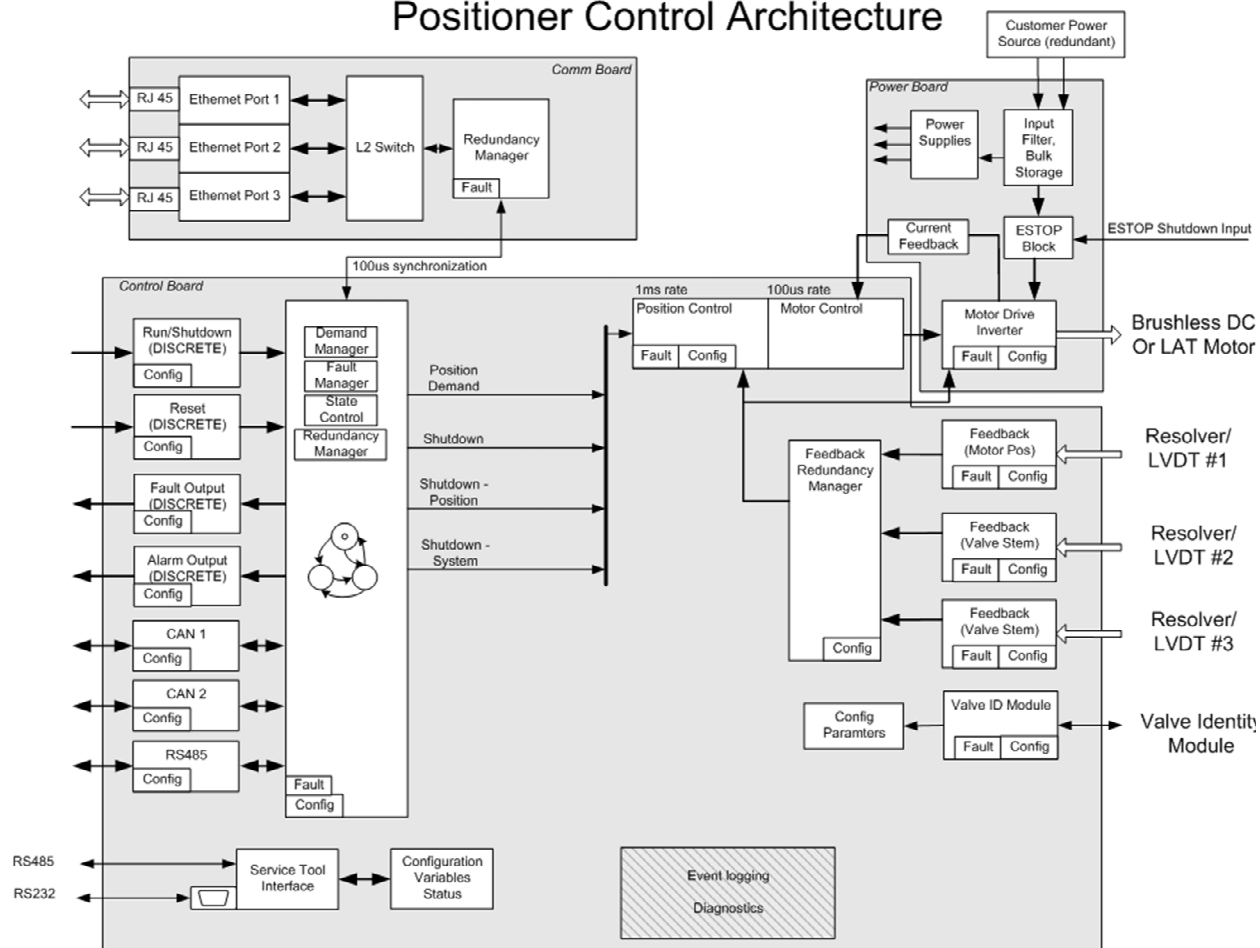 Positioner Control Architecture
Customer Power
Source (redundant)
Comm Board
RJ 45
Ethernet Port 1
RJ 45
Ethernet Port 2
RJ 45
Ethernet Port 3
L2 Switch
Redundancy
Manager
Fault
Power Board
Power
Supplies
Input
Filter,
Bulk
Storage
Current
Feedback
ESTOP
Block
ESTOP Shutdown Input
100us synchronization
Control Board
Run/Shutdown
(DISCRETE)
Config
Reset
(DISCRETE)
Config
Fault Output
(DISCRETE)
Config
Alarm Output
(DISCRETE)
Config
CAN 1
Config
CAN 2
Config
RS485
Config
Demand
Manager
Fault
Manager
State
Control
Redundancy
Manager
Fault
Config
Position
Demand
Shutdown
Shutdown -
Position
Shutdown -
System
1ms rate
100us rate
Position Control
Motor Control
Fault
Config
Motor Drive
Inverter
Fault
Config
Brushless DC
Or LAT Motor
Feedback
Redundancy
Manager
Config
Feedback
(Motor Pos)
Fault
Config
Resolver/
LVDT #1
Feedback
(Valve Stem)
Fault
Config
Resolver/
LVDT #2
Feedback
(Valve Stem)
Fault
Config
Resolver/
LVDT #3
Config
Paramters
Valve ID Module
Fault
Config
Valve Identity
Module
RS485
RS232
Service Tool
Interface
Configuration
Variables
Status
Event logging
Diagnostics